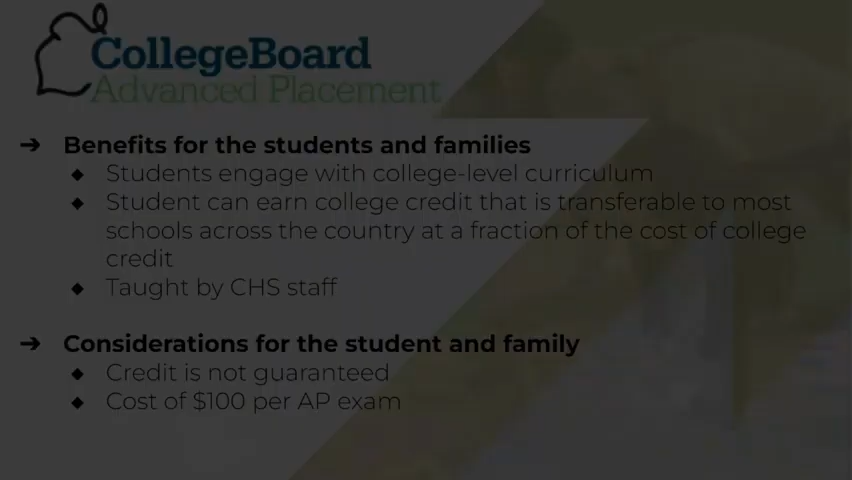 CollegeBoard
Advanced Placement
➔ Benefits for the students and families
◆ Students engage with college-level curriculum
◆ Student can earn college credit that is transferable to most
schools across the country at a fraction of the cost of college
credit
◆ Taught by CHS staff
➔ Considerations for the student and family
◆ Credit is not guaranteed
◆ Cost of $100 per AP exam